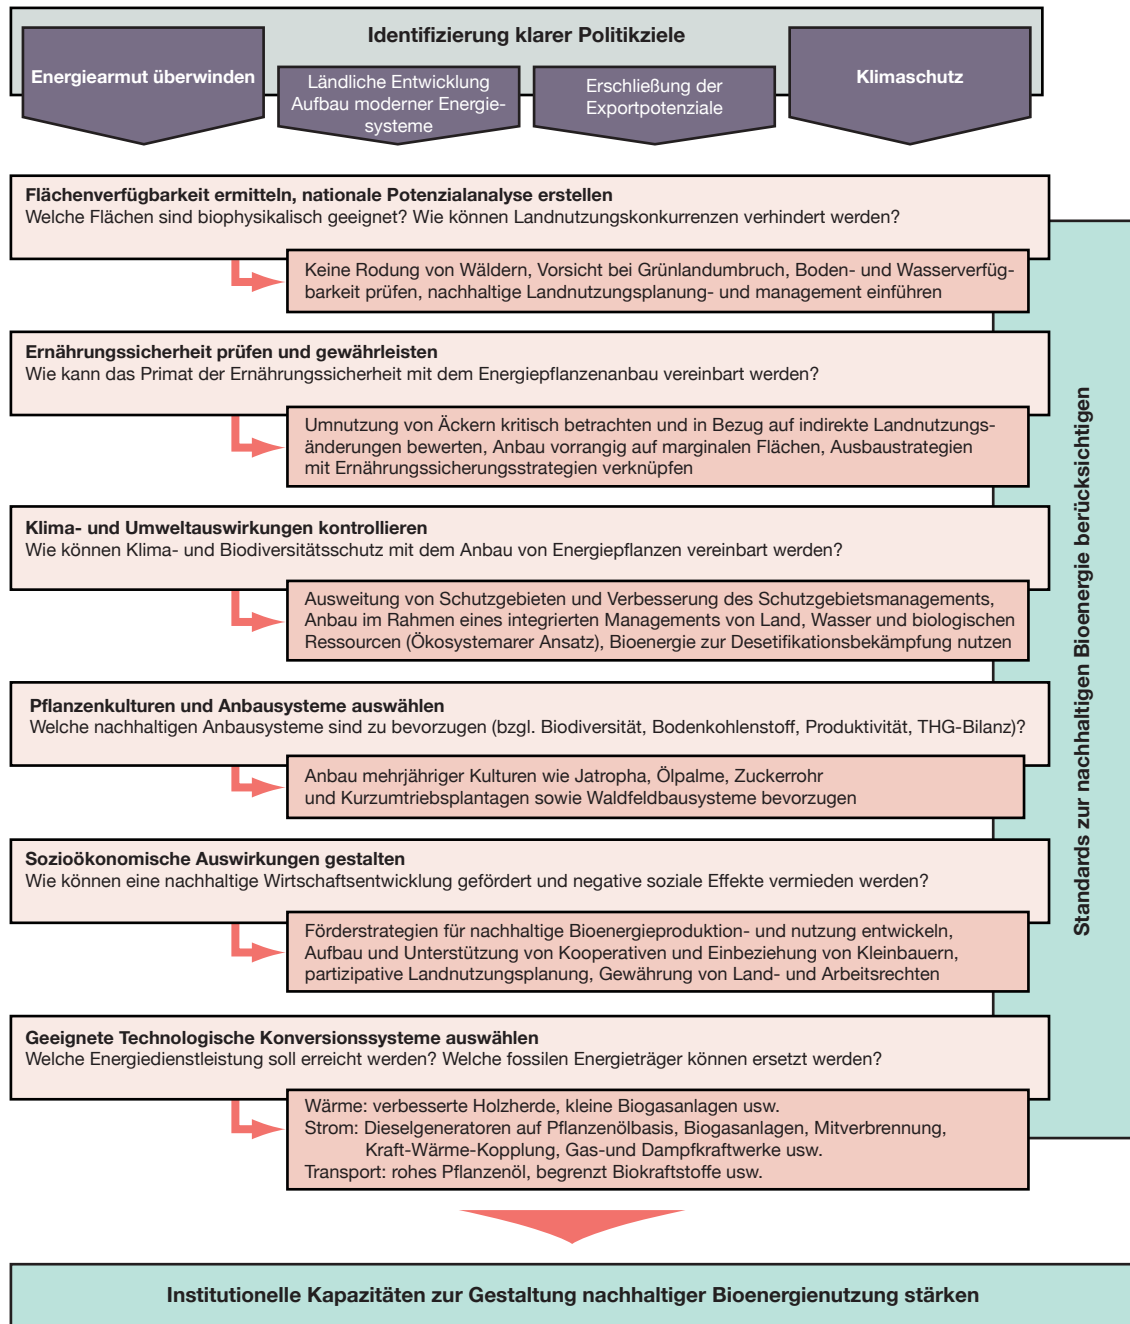 Identifizierung klarer Politikziele
Energiearmut überwinden
Ländliche Entwicklung
Aufbau moderner Energie-
systeme
Erschließung der
Exportpotenziale
Klimaschutz
Flächenverfügbarkeit ermitteln, nationale Potenzialanalyse erstellen
Welche Flächen sind biophysikalisch geeignet? Wie können Landnutzungskonkurrenzen verhindert werden?
Keine Rodung von Wäldern, Vorsicht bei Grünlandumbruch, Boden- und Wasserverfüg-
barkeit prüfen, nachhaltige Landnutzungsplanung- und management einführen
Ernährungssicherheit prüfen und gewährleisten
Wie kann das Primat der Ernährungssicherheit mit dem Energiepflanzenanbau vereinbart werden?
Umnutzung von Äckern kritisch betrachten und in Bezug auf indirekte Landnutzungs-
änderungen bewerten, Anbau vorrangig auf marginalen Flächen, Ausbaustrategien
mit Ernährungssicherungsstrategien verknüpfen
Klima- und Umweltauswirkungen kontrollieren
Wie können Klima- und Biodiversitätsschutz mit dem Anbau von Energiepflanzen vereinbart werden?
Ausweitung von Schutzgebieten und Verbesserung des Schutzgebietsmanagements,
Anbau im Rahmen eines integrierten Managements von Land, Wasser und biologischen
Ressourcen (Ökosystemarer Ansatz), Bioenergie zur Desetifikationsbekämpfung nutzen
Pflanzenkulturen und Anbausysteme auswählen
Welche nachhaltigen Anbausysteme sind zu bevorzugen (bzgl. Biodiversität, Bodenkohlenstoff, Produktivität, THG-Bilanz)?
Anbau mehrjähriger Kulturen wie Jatropha, Ölpalme, Zuckerrohr
und Kurzumtriebsplantagen sowie Waldfeldbausysteme bevorzugen
Sozioökonomische Auswirkungen gestalten
Wie können eine nachhaltige Wirtschaftsentwicklung gefördert und negative soziale Effekte vermieden werden?
Förderstrategien für nachhaltige Bioenergieproduktion- und nutzung entwickeln,
Aufbau und Unterstützung von Kooperativen und Einbeziehung von Kleinbauern,
partizipative Landnutzungsplanung, Gewährung von Land- und Arbeitsrechten
Geeignete Technologische Konversionssysteme auswählen
Welche Energiedienstleistung soll erreicht werden? Welche fossilen Energieträger können ersetzt werden?
Wärme: verbesserte Holzherde, kleine Biogasanlagen usw.
Strom: Dieselgeneratoren auf Pflanzenölbasis, Biogasanlagen, Mitverbrennung,
Kraft-Wärme-Kopplung, Gas-und Dampfkraftwerke usw.
Transport: rohes Pflanzenöl, begrenzt Biokraftstoffe usw.
Standards zur nachhaltigen Bioenergie berücksichtigen
Institutionelle Kapazitäten zur Gestaltung nachhaltiger Bioenergienutzung stärken